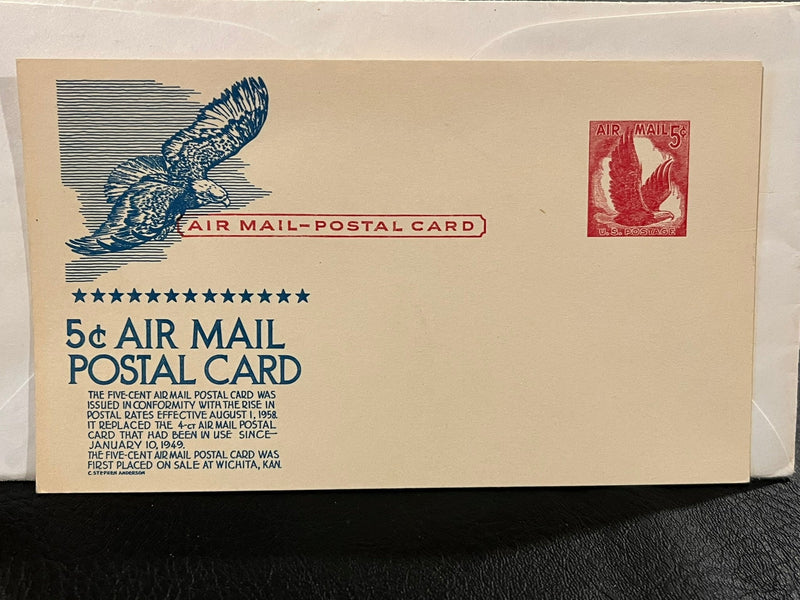 AIR MAIL 5¢
U.S. POSTAGE
AIR MAIL-POSTAL CARD
5¢ AIR MAIL
POSTAL CARD
THE FIVE-CENT AIR MAIL POSTAL CARD WAS
ISSUED IN CONFORMITY WITH THE RISE IN
POSTAL RATES EFFECTIVE AUGUST 1, 1958.
IT REPLACED THE 4-CT AIR MAIL POSTAL
CARD THAT HAD BEEN IN USE SINCE—
JANUARY 10, 1949.
THE FIVE-CENT AIR MAIL POSTAL CARD WAS
FIRST PLACED ON SALE AT WICHITA, KAN.
C. STEPHEN ANDERSON